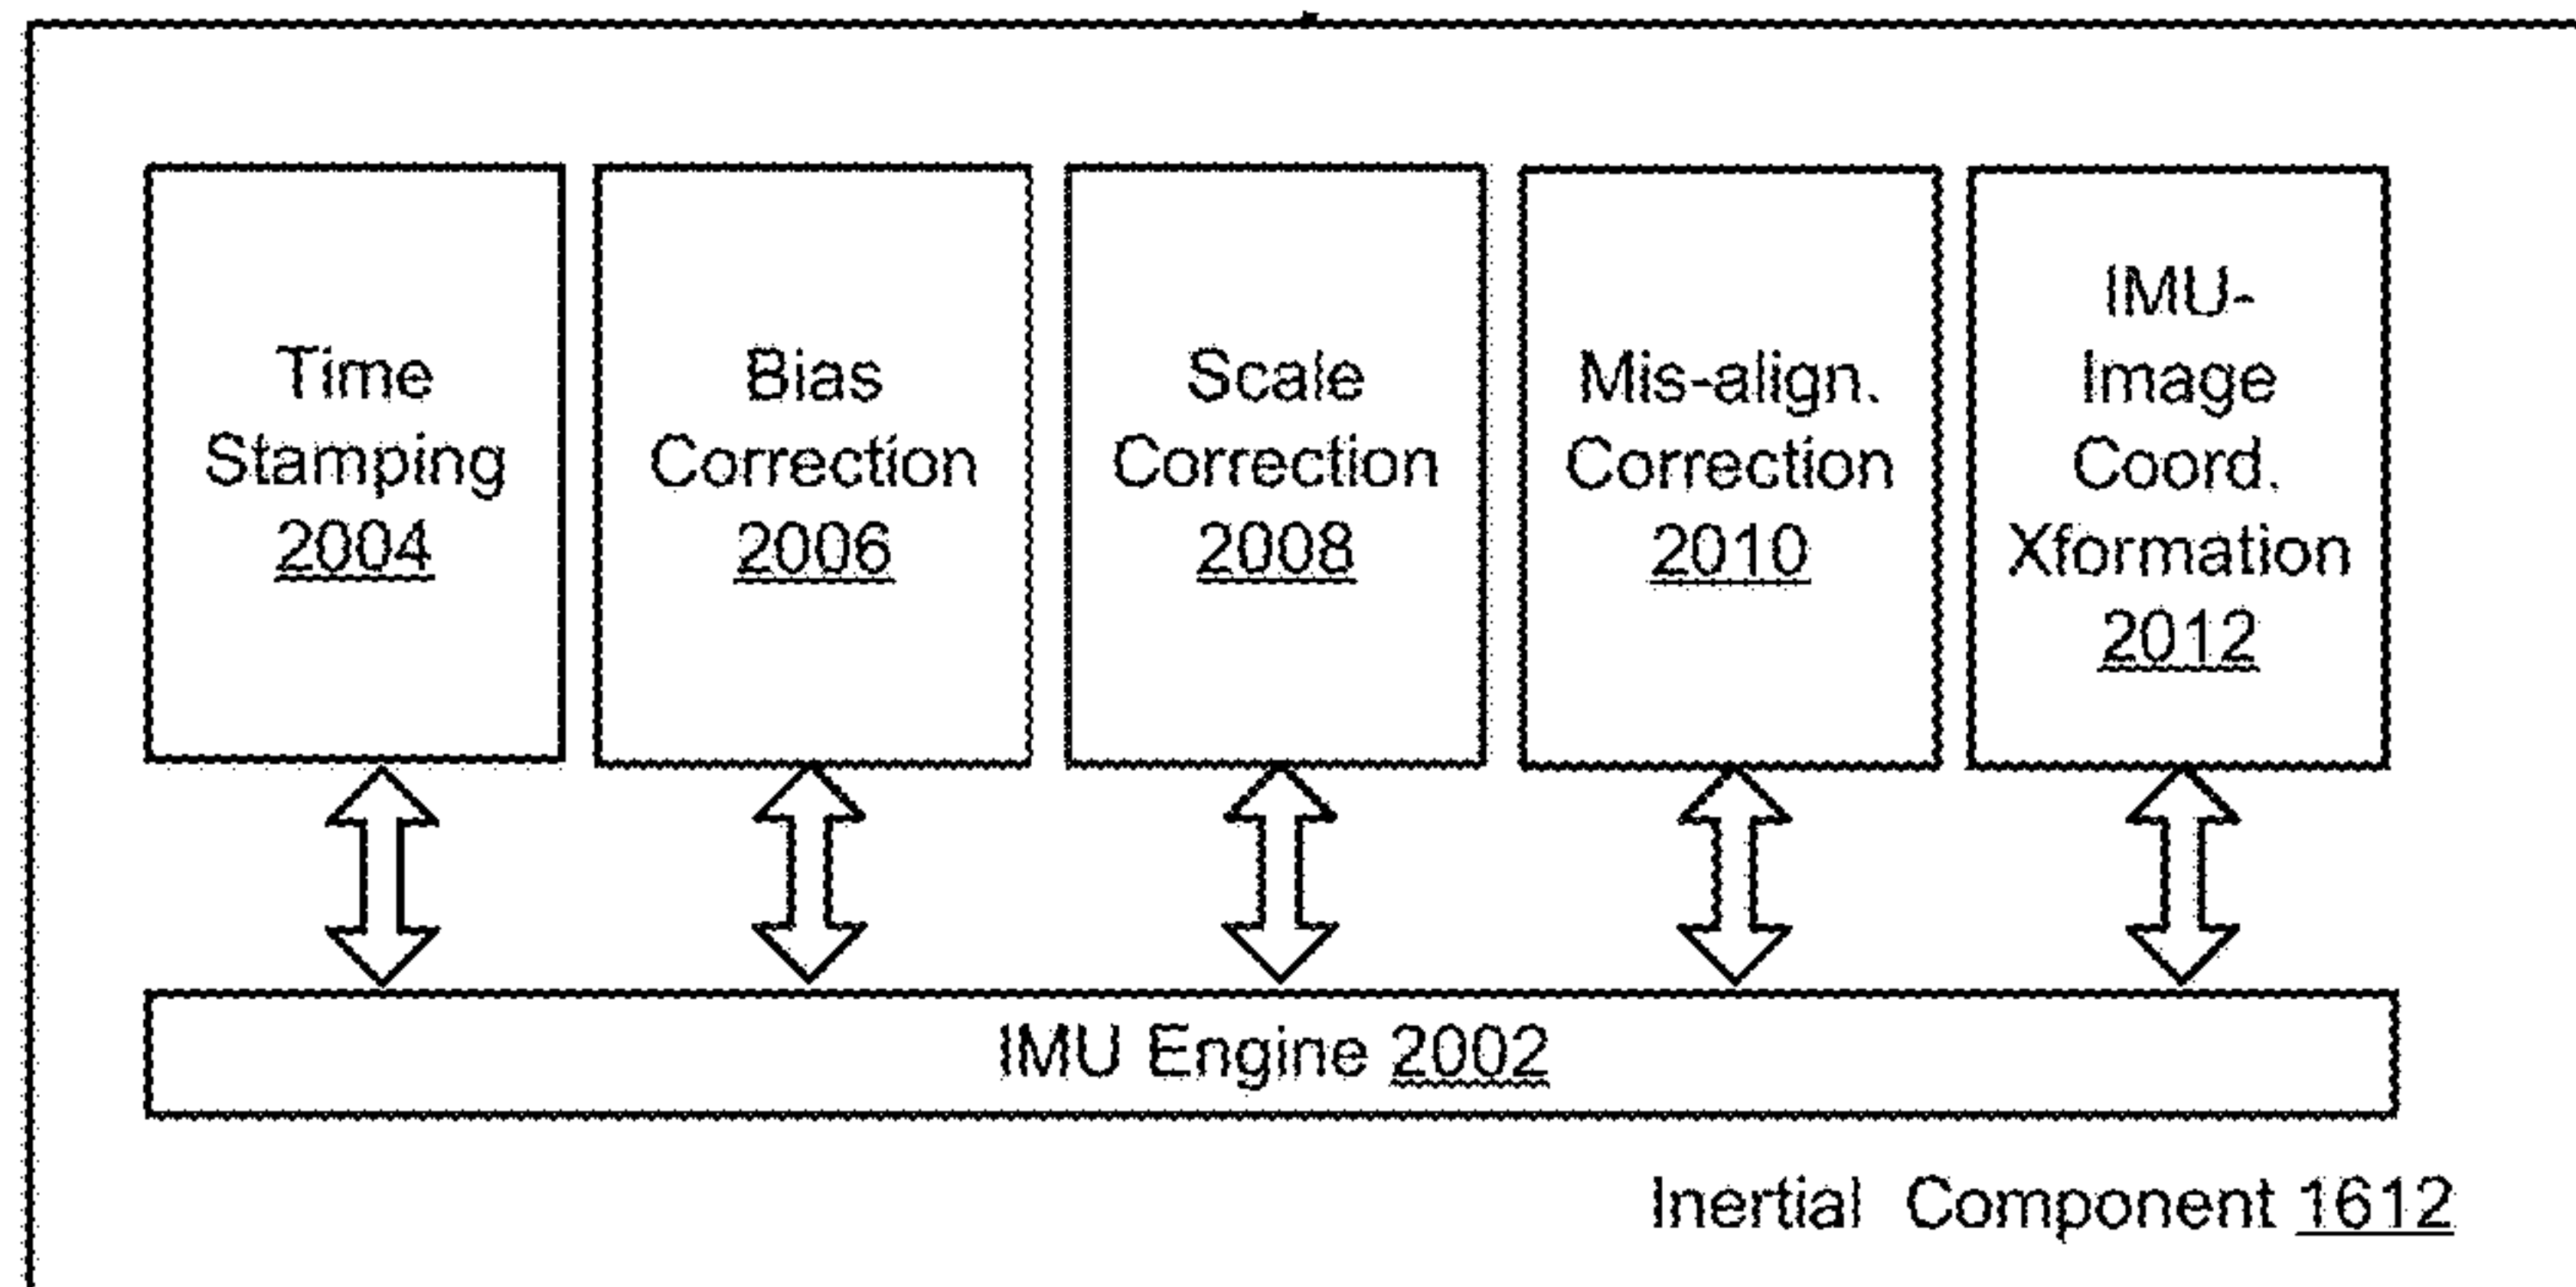 Time
Stamping
2004
Bias
Correction
2006
Scale
Correction
2008
Mis-align.
Correction
2010
IMU-
Image
Coord.
Xformation
2012
IMU Engine 2002
Inertial Component 1612